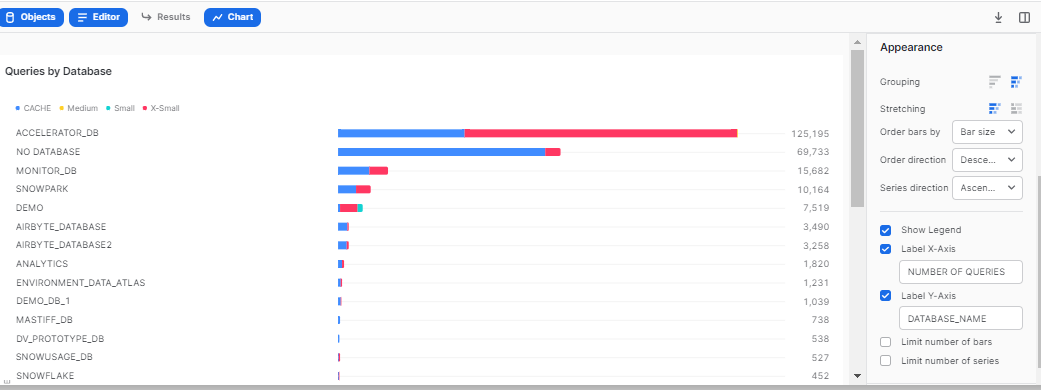 Objects Editor Results Chart
Queries by Database
CACHE Medium Small X-Small
ACCELERATOR_DB 125,195
NO DATABASE 69,733
MONITOR_DB 15,682
SNOWPARK 10,164
DEMO 7,519
AIRBYTE_DATABASE 3,490
AIRBYTE_DATABASE2 3,258
ANALYTICS 1,820
ENVIRONMENT_DATA_ATLAS 1,231
DEMO_DB_1 1,039
MASTIFF_DB 738
DV_PROTOTYPE_DB 538
SNOWUSAGE_DB 527
SNOWFLAKE 452
Appearance
Grouping
Stretching
Order bars by Bar size
Order direction Desce...
Series direction Ascen...
Show Legend
Label X-Axis
NUMBER OF QUERIES
Label Y-Axis
DATABASE_NAME
Limit number of bars
Limit number of series